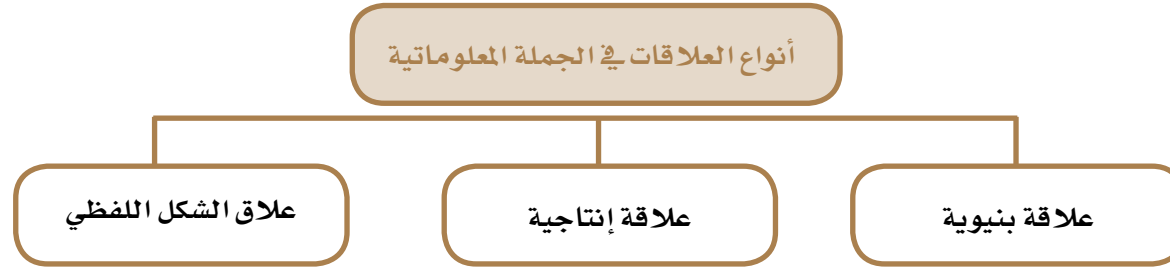 أنواع العلاقات في الجملة المعلوماتية
علاقة بنيوية
علاقة إنتاجية
علاق الشكل اللفظي